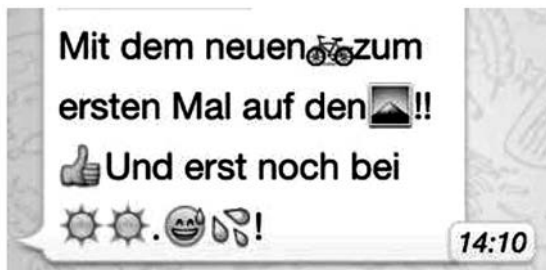 Mit dem neuen🚲zum
ersten Mal auf den🗻!!
👍Und erst noch bei
☀️☀️.😅💦!
14:10